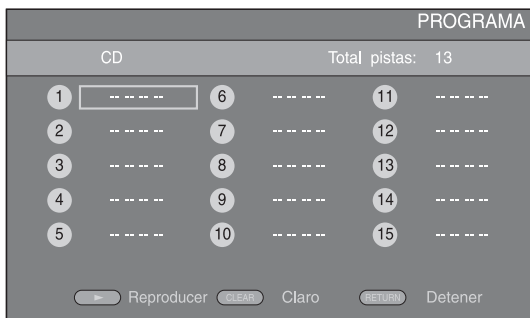 PROGRAMA
CD Total pistas: 13
1 -- -- -- -- 6 -- -- -- -- 11 -- -- -- --
2 -- -- -- -- 7 -- -- -- -- 12 -- -- -- --
3 -- -- -- -- 8 -- -- -- -- 13 -- -- -- --
4 -- -- -- -- 9 -- -- -- -- 14 -- -- -- --
5 -- -- -- -- 10 -- -- -- -- 15 -- -- -- --
Reproducer CLEAR Claro RETURN Detener